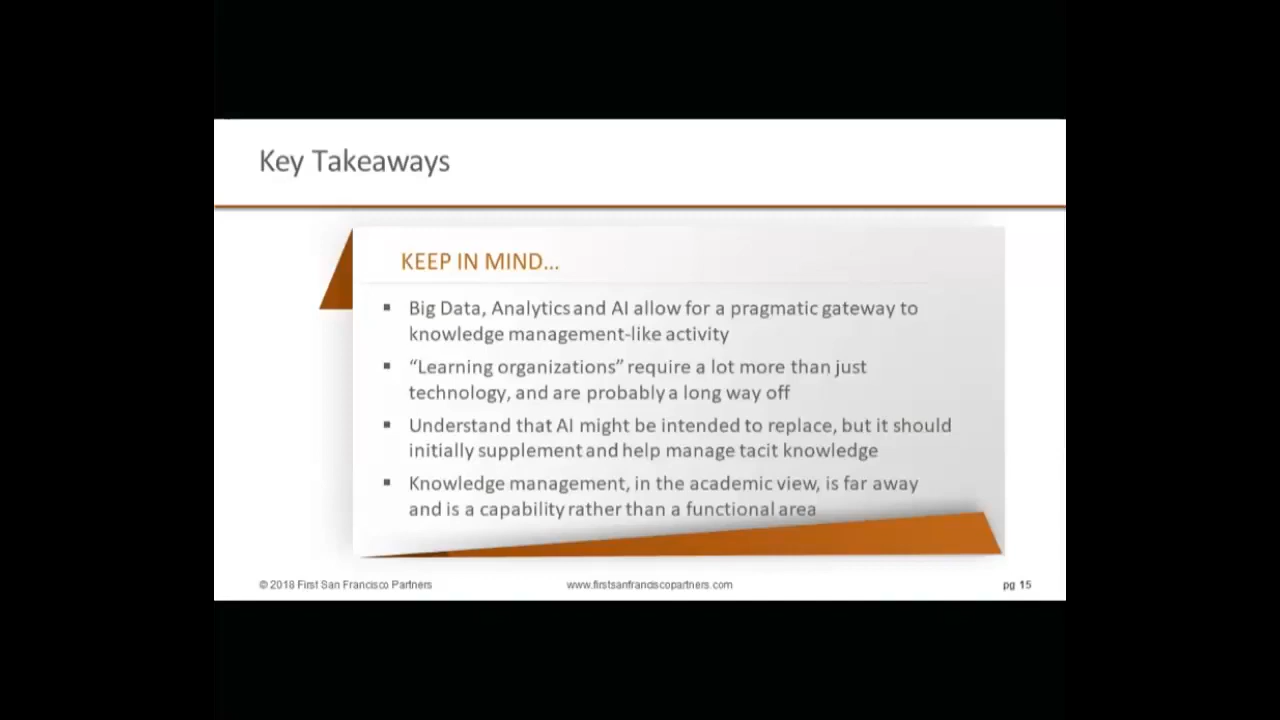 Key Takeaways
KEEP IN MIND…
▪ Big Data, Analytics and AI allow for a pragmatic gateway to
knowledge management-like activity
▪ “Learning organizations” require a lot more than just
technology, and are probably a long way off
▪ Understand that AI might be intended to replace, but it should
initially supplement and help manage tacit knowledge
▪ Knowledge management, in the academic view, is far away
and is a capability rather than a functional area
© 2018 First San Francisco Partners www.firstsanfranciscopartners.com pg 15